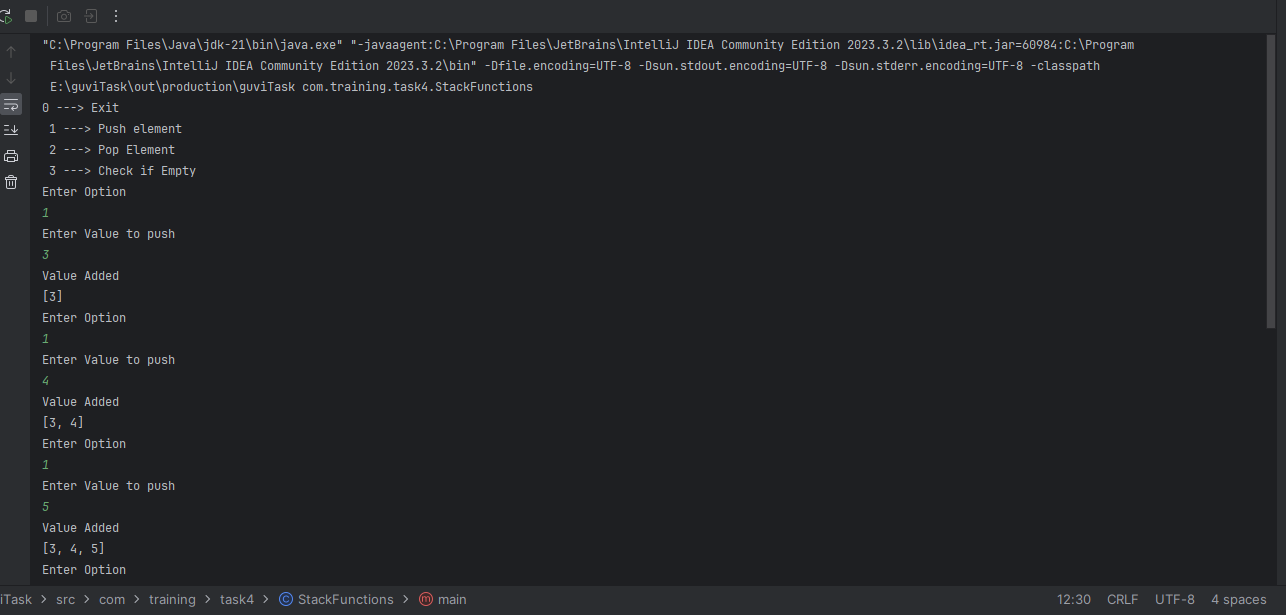 "C:\Program Files\Java\jdk-21\bin\java.exe" "-javaagent:C:\Program Files\JetBrains\IntelliJ IDEA Community Edition 2023.3.2\lib\idea_rt.jar=60984:C:\Program
Files\JetBrains\IntelliJ IDEA Community Edition 2023.3.2\bin" -Dfile.encoding=UTF-8 -Dsun.stdout.encoding=UTF-8 -Dsun.stderr.encoding=UTF-8 -classpath
E:\guviTask\out\production\guviTask com.training.task4.StackFunctions
0 ---> Exit
1 ---> Push element
2 ---> Pop Element
3 ---> Check if Empty
Enter Option
1
Enter Value to push
3
Value Added
[3]
Enter Option
1
Enter Value to push
4
Value Added
[3, 4]
Enter Option
1
Enter Value to push
5
Value Added
[3, 4, 5]
Enter Option
iTask > src > com > training > task4 > StackFunctions > main 12:30 CRLF UTF-8 4 spaces